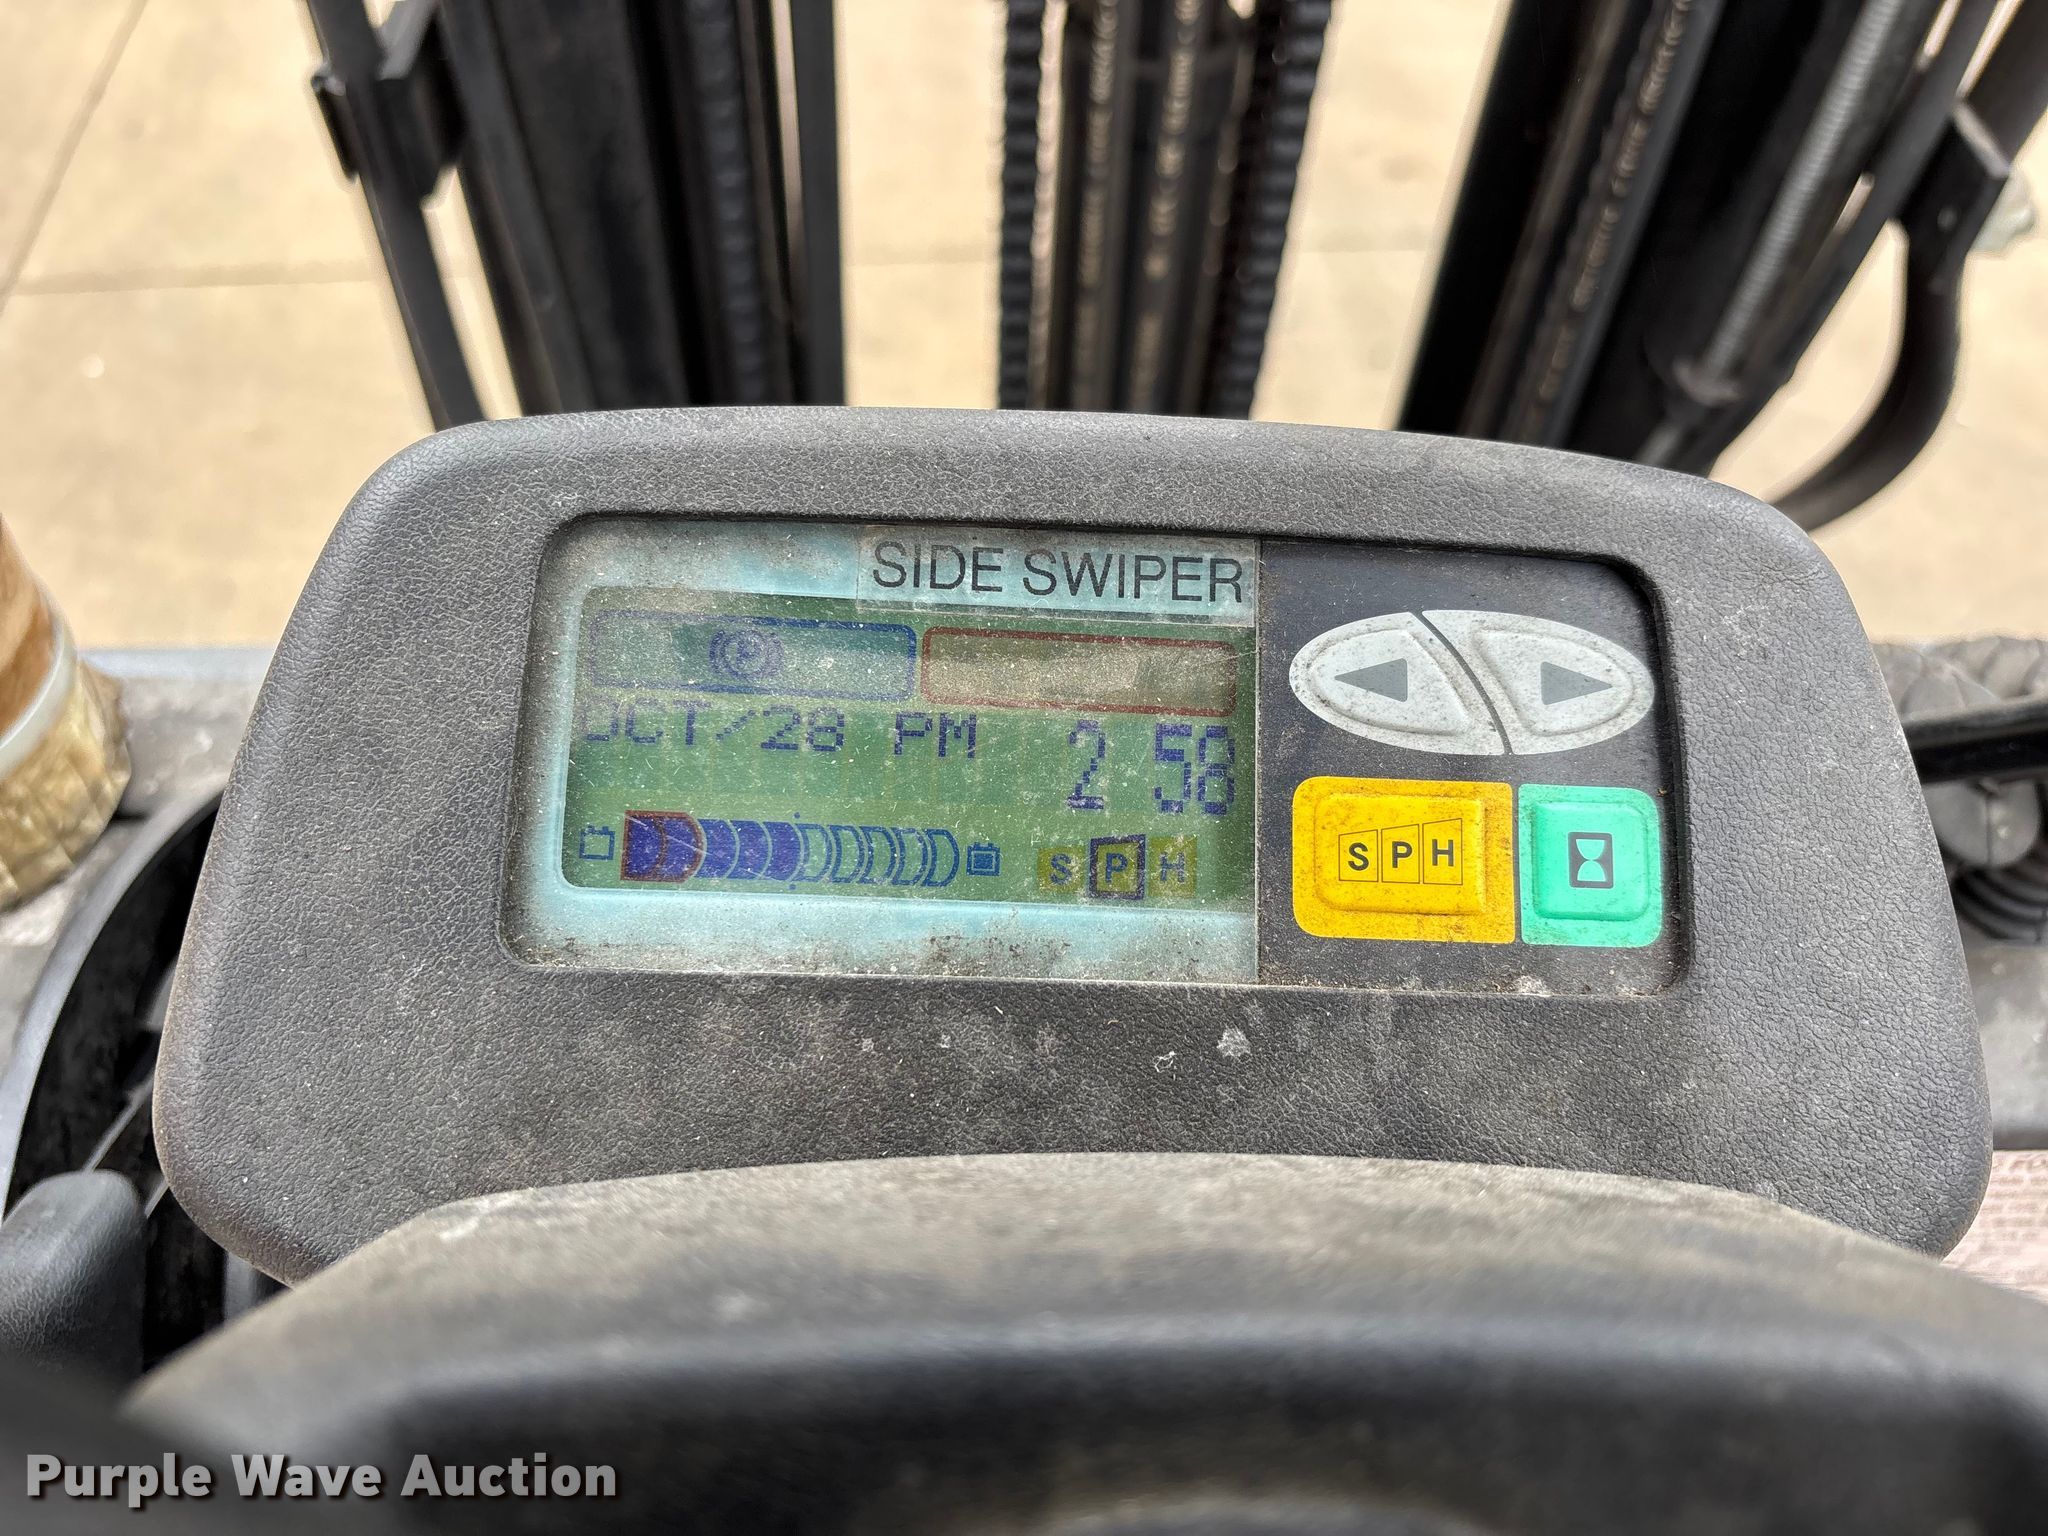 SIDE SWIPER
P
OCT/28 PM 2 58
S P H
S P H
Purple Wave Auction